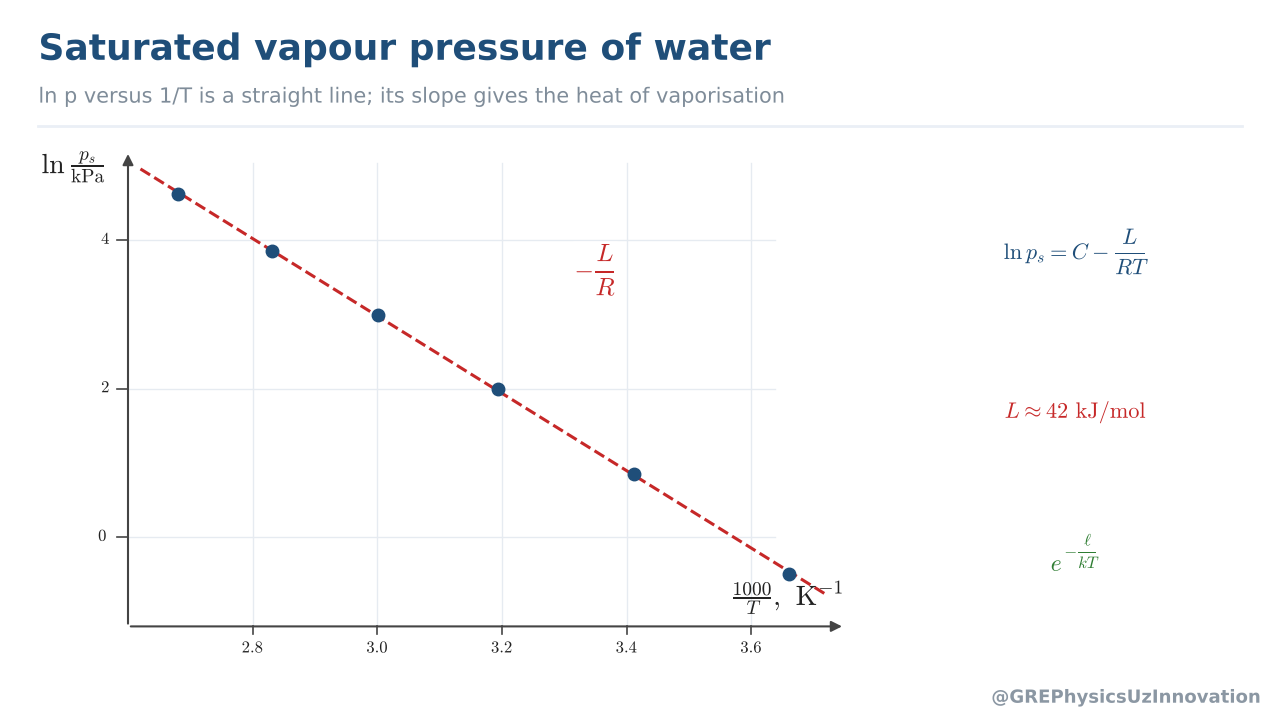 Saturated vapour pressure of water
ln p versus 1/T is a straight line; its slope gives the heat of vaporisation
ln p_s/kPa
4
2
0
−L/R
1000/T, K⁻¹
2.8 3.0 3.2 3.4 3.6
ln p_s = C − L/RT
L ≈ 42 kJ/mol
e^(−ℓ/kT)
@GREPhysicsUzInnovation